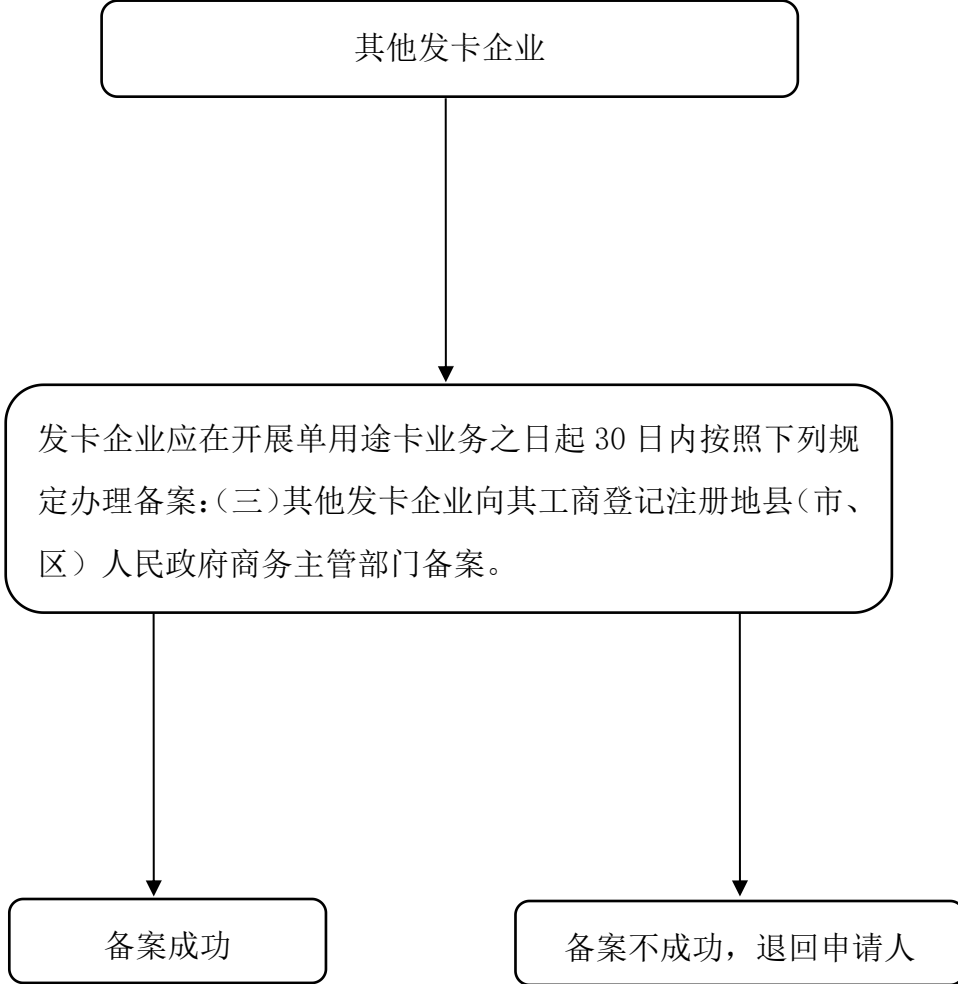 其他发卡企业
发卡企业应在开展单用途卡业务之日起 30 日内按照下列规
定办理备案:(三)其他发卡企业向其工商登记注册地县(市、
区）人民政府商务主管部门备案。
备案成功
备案不成功，退回申请人